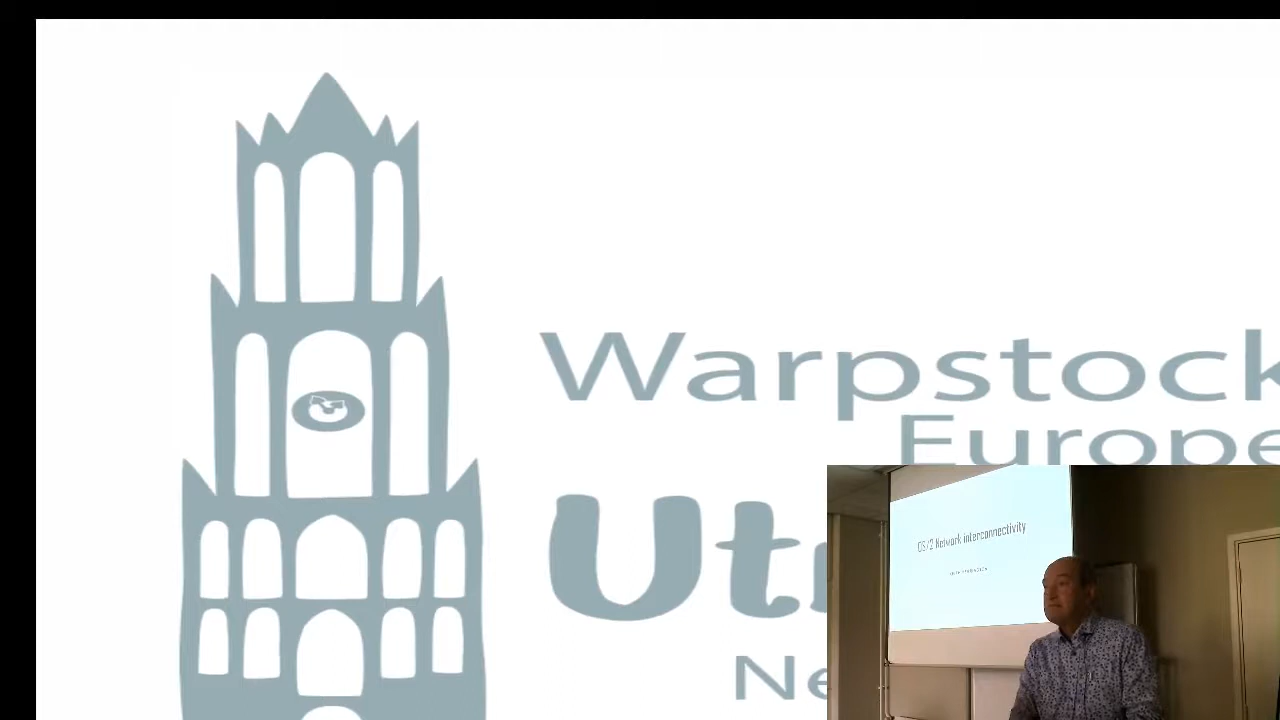 Warpstock
Europe
Ut
Ne
OS/2 Network interconnectivity